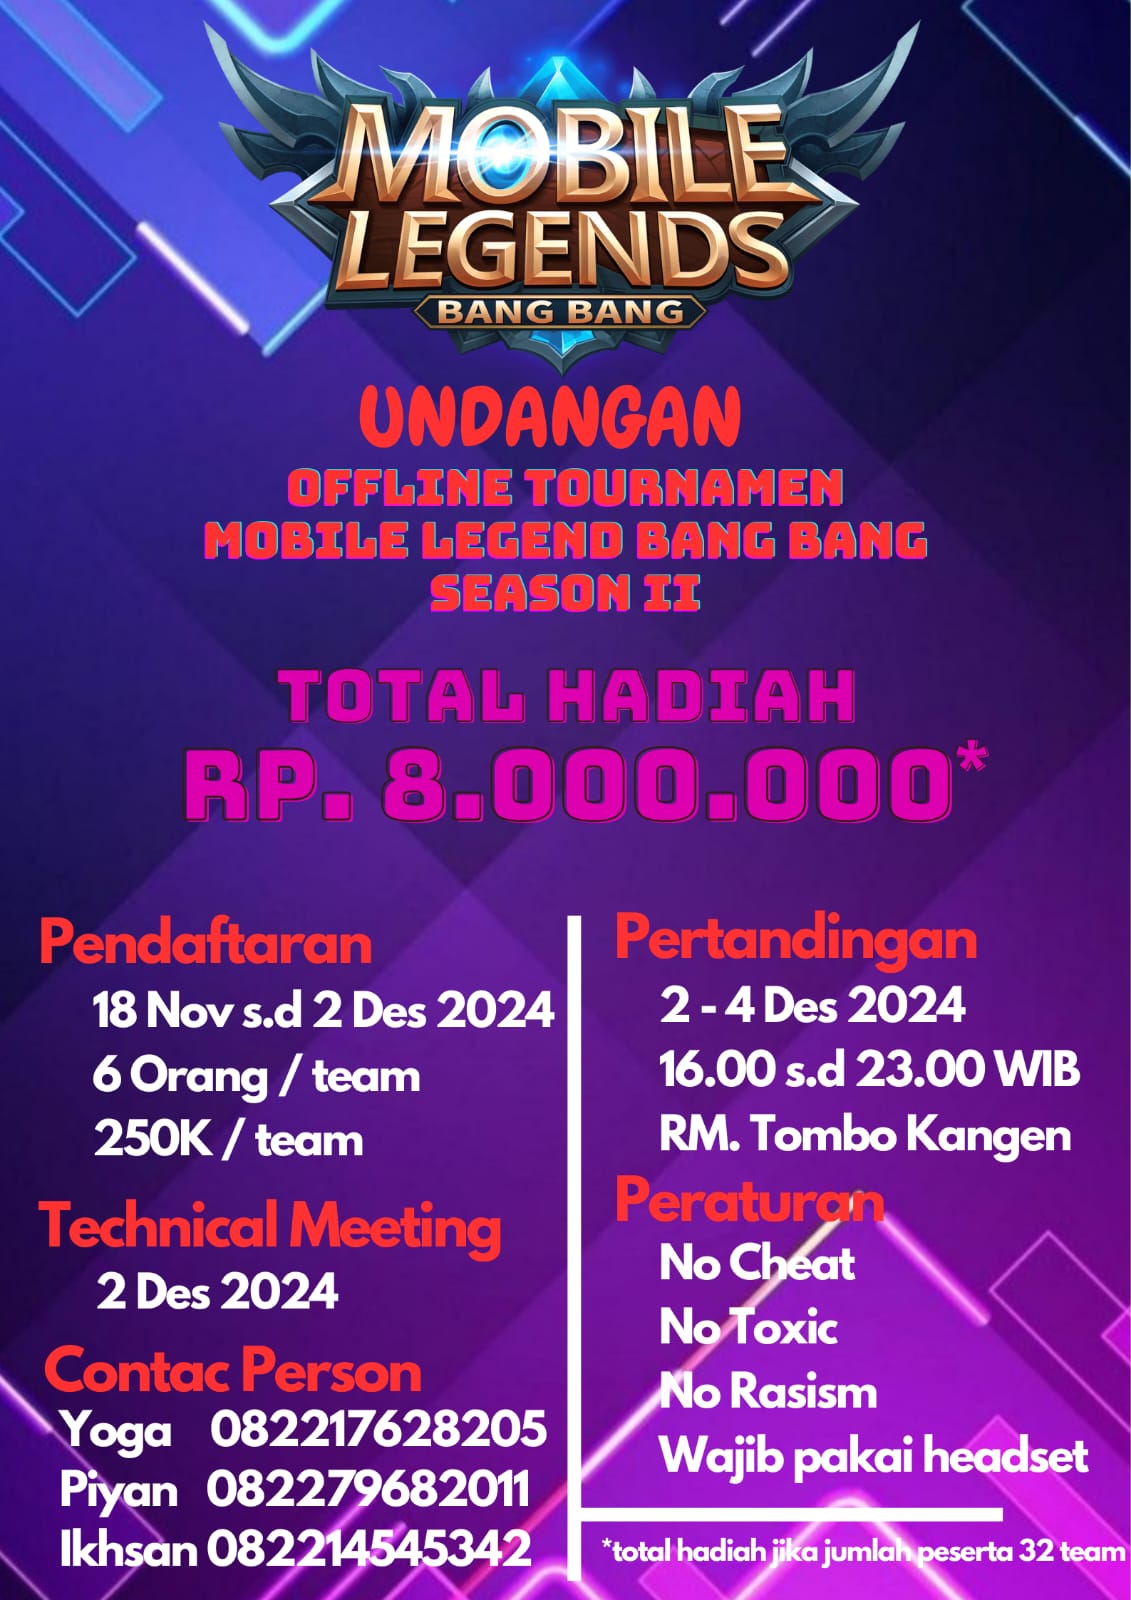 MOBILE
LEGENDS
BANG BANG
UNDANGAN
OFFLINE TOURNAMEN
MOBILE LEGEND BANG BANG
SEASON II
TOTAL HADIAH
RP. 8.000.000*
Pendaftaran
18 Nov s.d 2 Des 2024
6 Orang / team
250K / team
Technical Meeting
2 Des 2024
Contac Person
Yoga 082217628205
Piyan 082279682011
Ikhsan 082214545342
Pertandingan
2 - 4 Des 2024
16.00 s.d 23.00 WIB
RM. Tombo Kangen
Peraturan
No Cheat
No Toxic
No Rasism
Wajib pakai headset
*total hadiah jika jumlah peserta 32 team